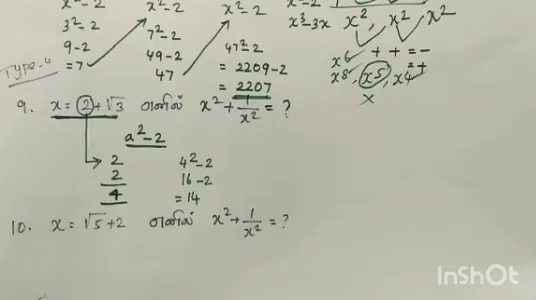 x²-2 x²-2 x²-2 x²-2
3²-2 7²-2 47²-2 x³-3x x², x² x²
9-2 49-2 = 2209-2 x⁶ + + = -
Type-4 =7 47 = 2207 x⁸, x⁵, x⁴ = +
x
9. x = 2+√3 எனில் x²+1/x² = ?
a²-2
2 4²-2
2 16-2
4 =14
10. x = √5+2 எனில் x²+1/x² = ?
InShOt